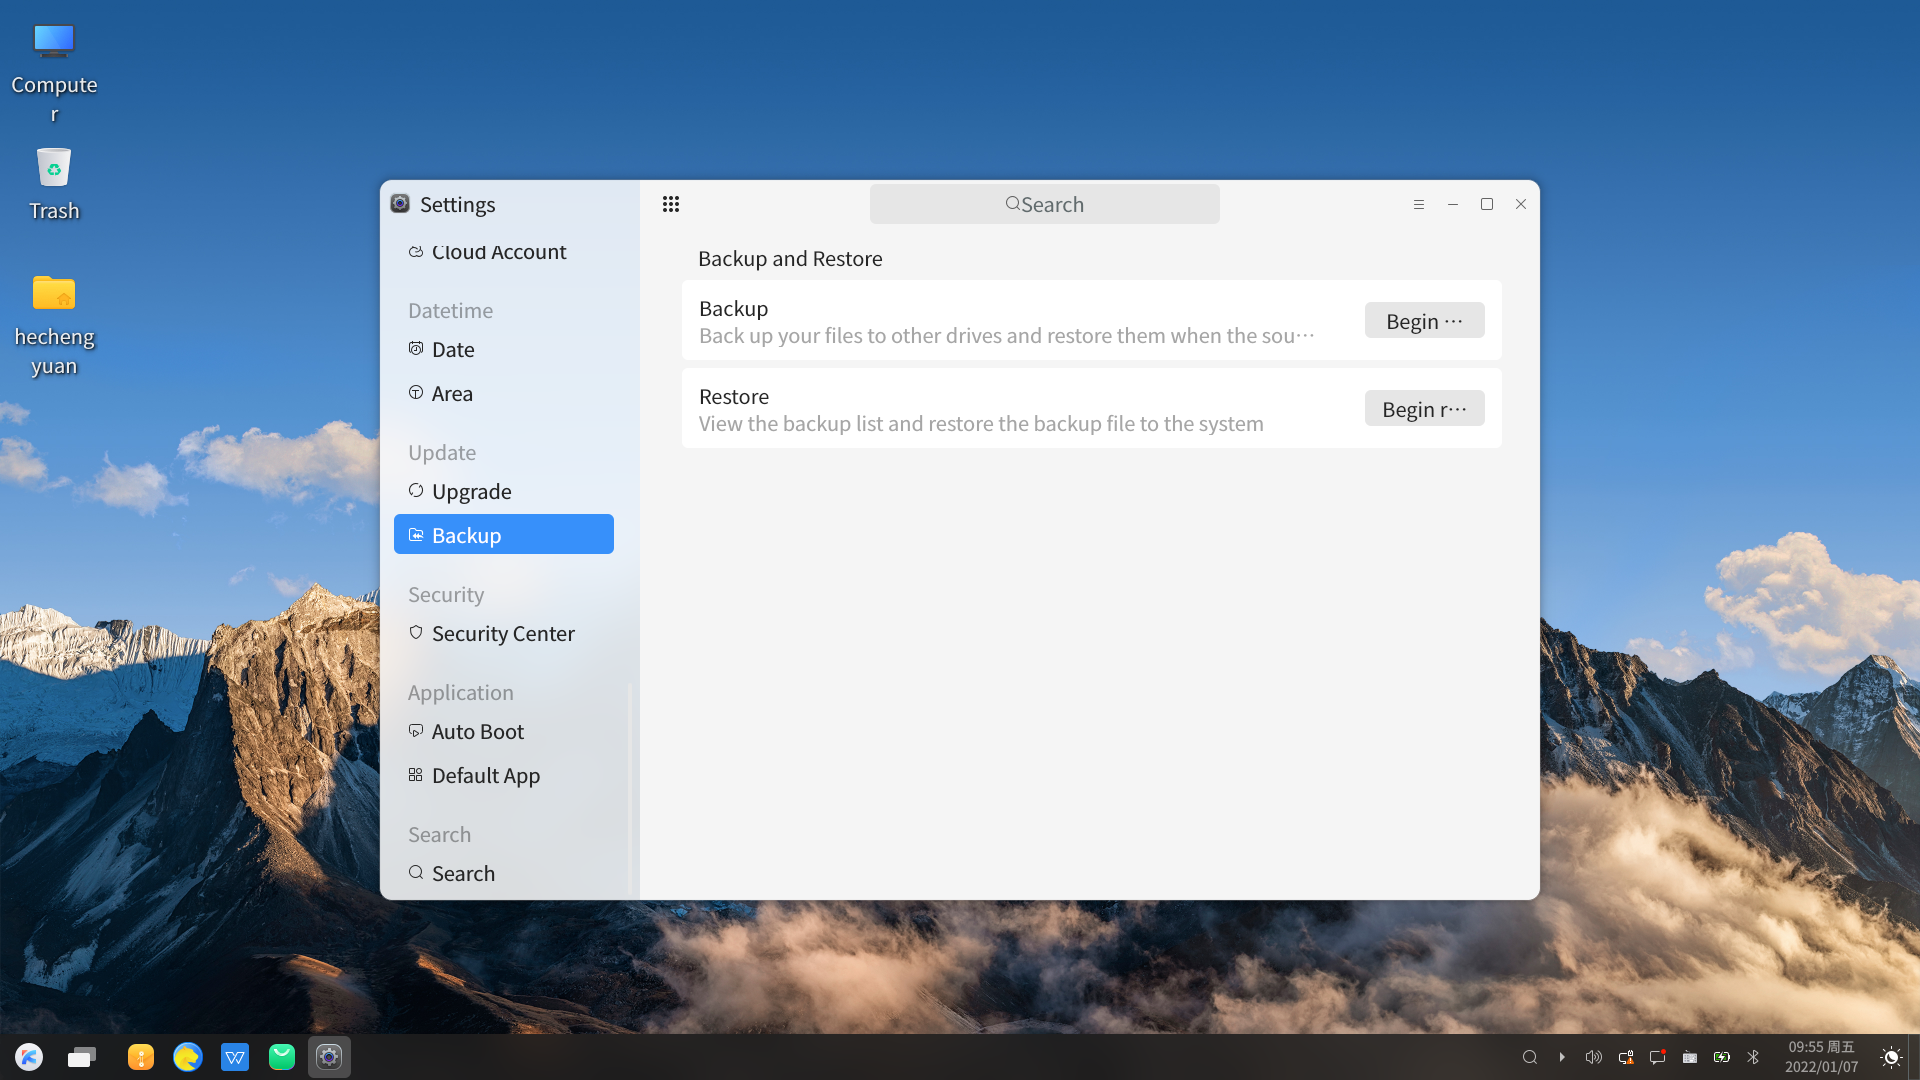 Compute
r
Trash
hecheng
yuan
Settings
Search
Cloud Account
Datetime
Date
Area
Update
Upgrade
Backup
Security
Security Center
Application
Auto Boot
Default App
Search
Search
Backup and Restore
Backup
Back up your files to other drives and restore them when the sou⋯
Begin ⋯
Restore
View the backup list and restore the backup file to the system
Begin r⋯
09:55 周五
2022/01/07